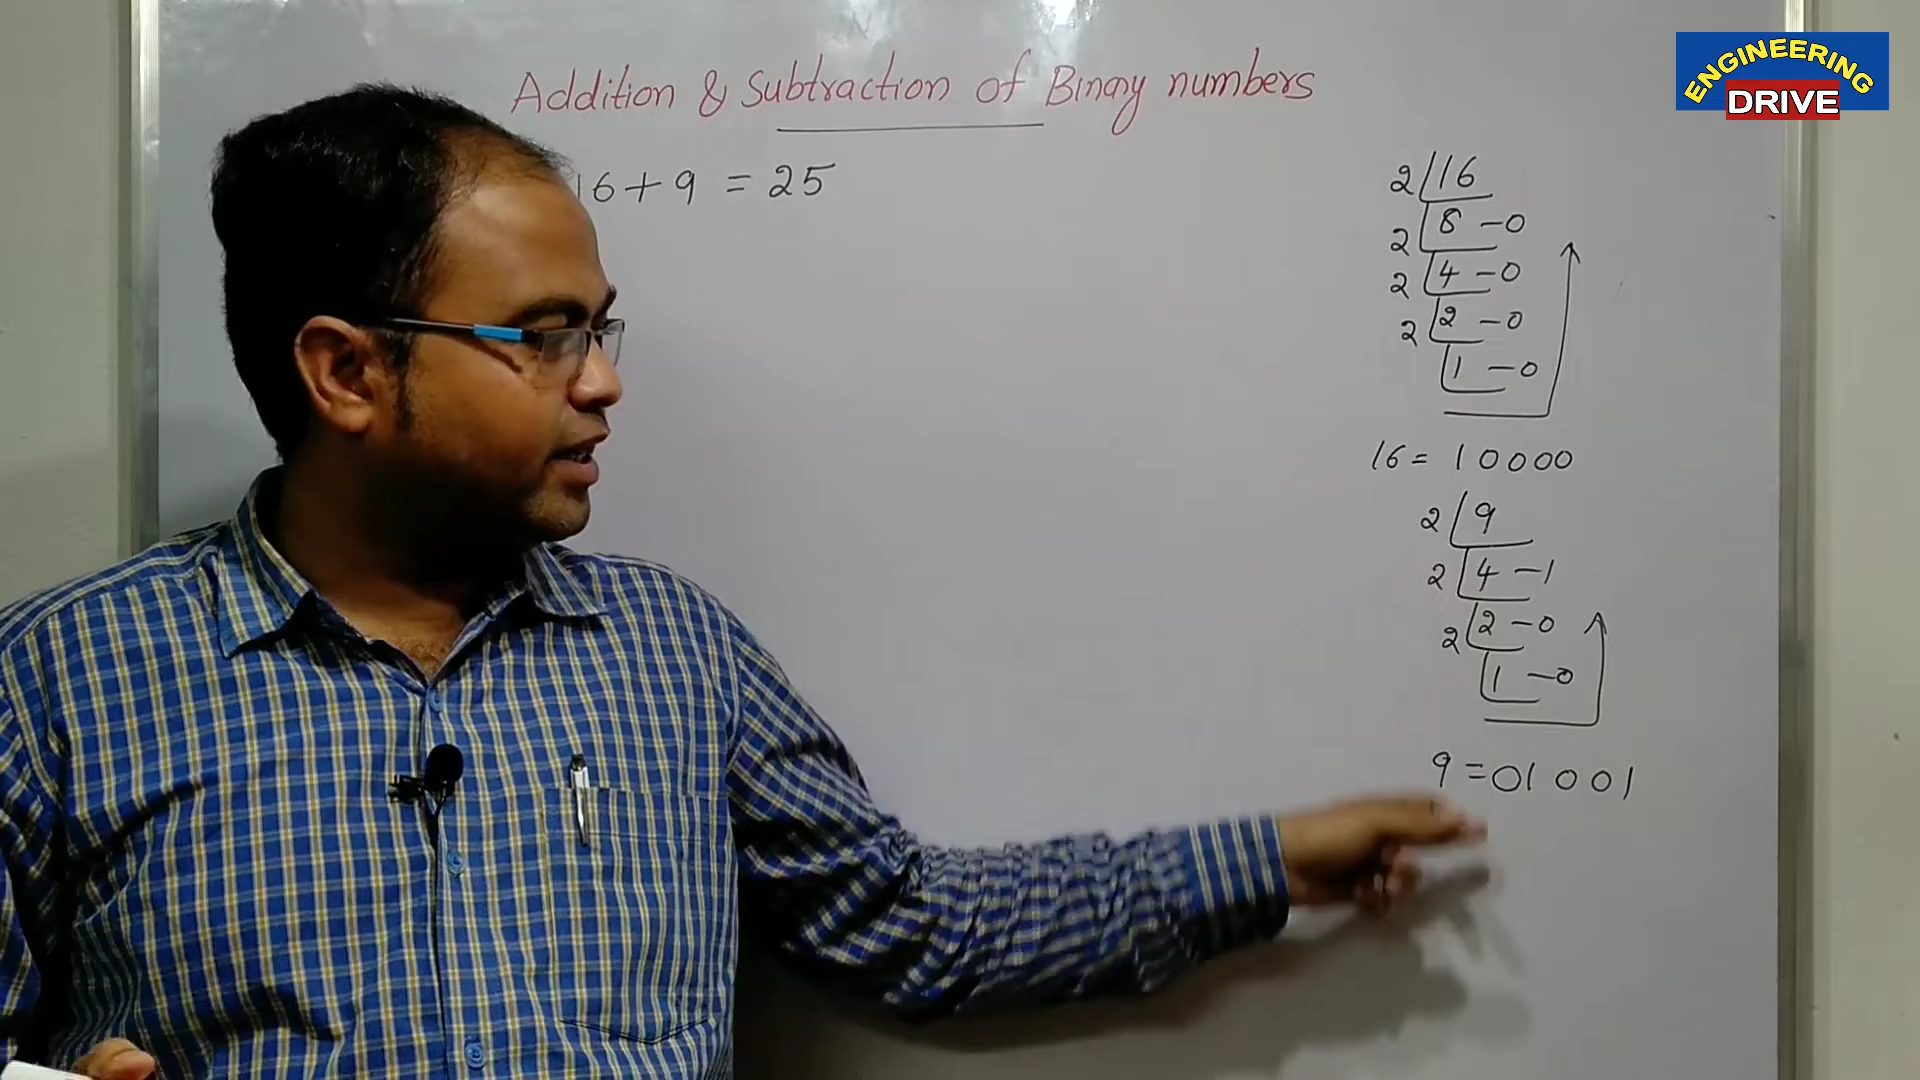 Addition & Subtraction of Binary numbers
ENGINEERING
DRIVE
16+9 = 25
2 16
2 8 -0
2 4 -0
2 2 -0
1 -0
16 = 10000
2 9
2 4 -1
2 2 -0
1 -0
9 = 01001